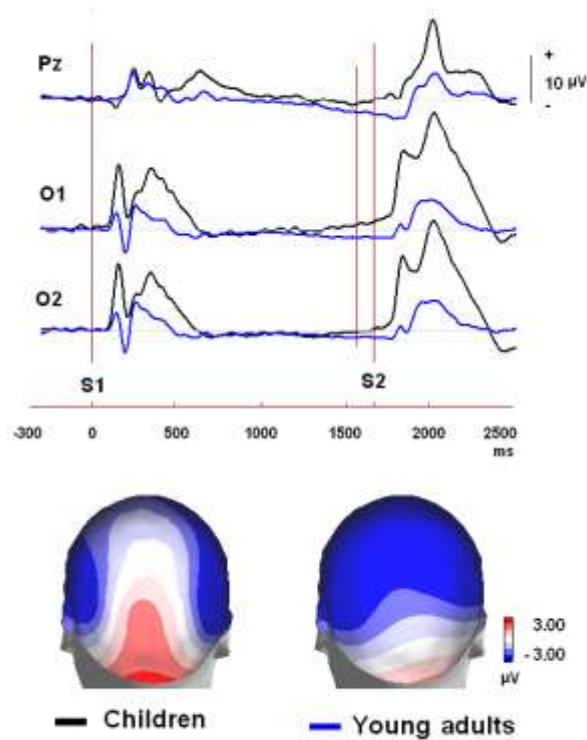 Pz
+
10 µV
-
O1
O2
S1
S2
-300 0 500 1000 1500 2000 2500
ms
3.00
- 3.00
µV
Children
Young adults